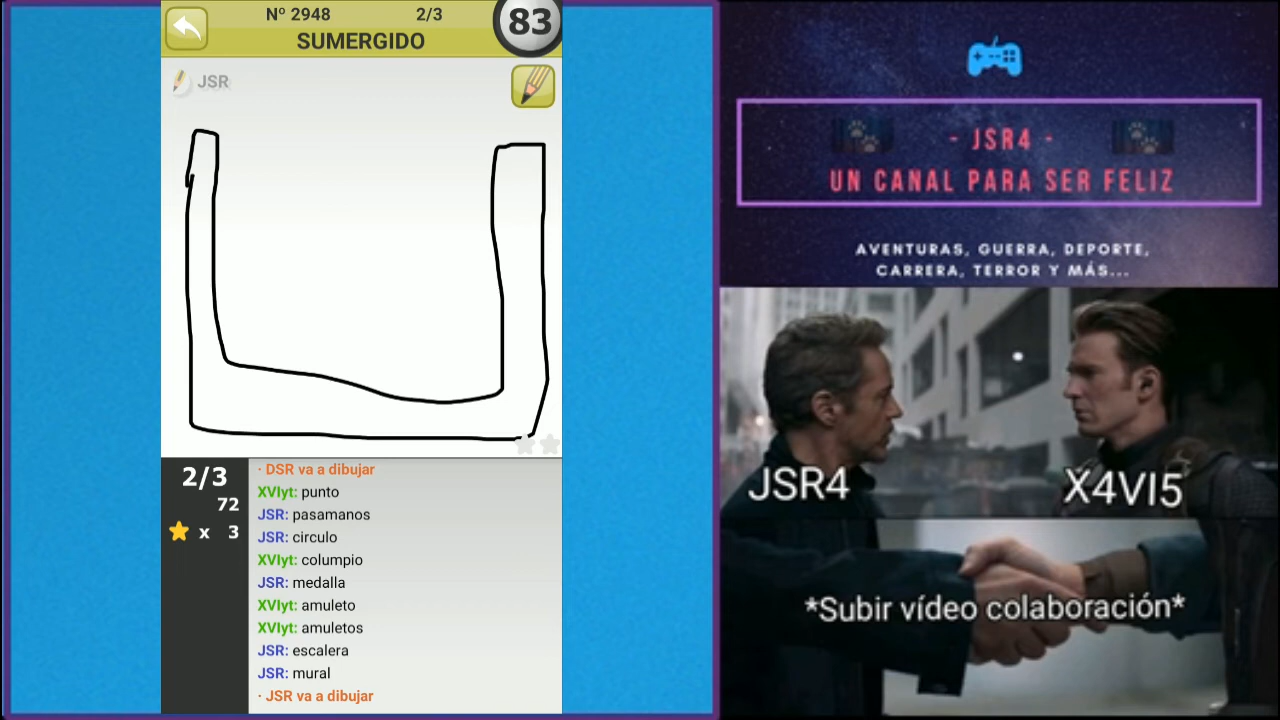 Nº 2948
2/3
83
SUMERGIDO
JSR
2/3
72
x 3
· DSR va a dibujar
XVIyt: punto
JSR: pasamanos
JSR: circulo
XVIyt: columpio
JSR: medalla
XVIyt: amuleto
XVIyt: amuletos
JSR: escalera
JSR: mural
· JSR va a dibujar
- JSR4 -
UN CANAL PARA SER FELIZ
AVENTURAS, GUERRA, DEPORTE,
CARRERA, TERROR Y MÁS...
JSR4
X4VI5
*Subir vídeo colaboración*